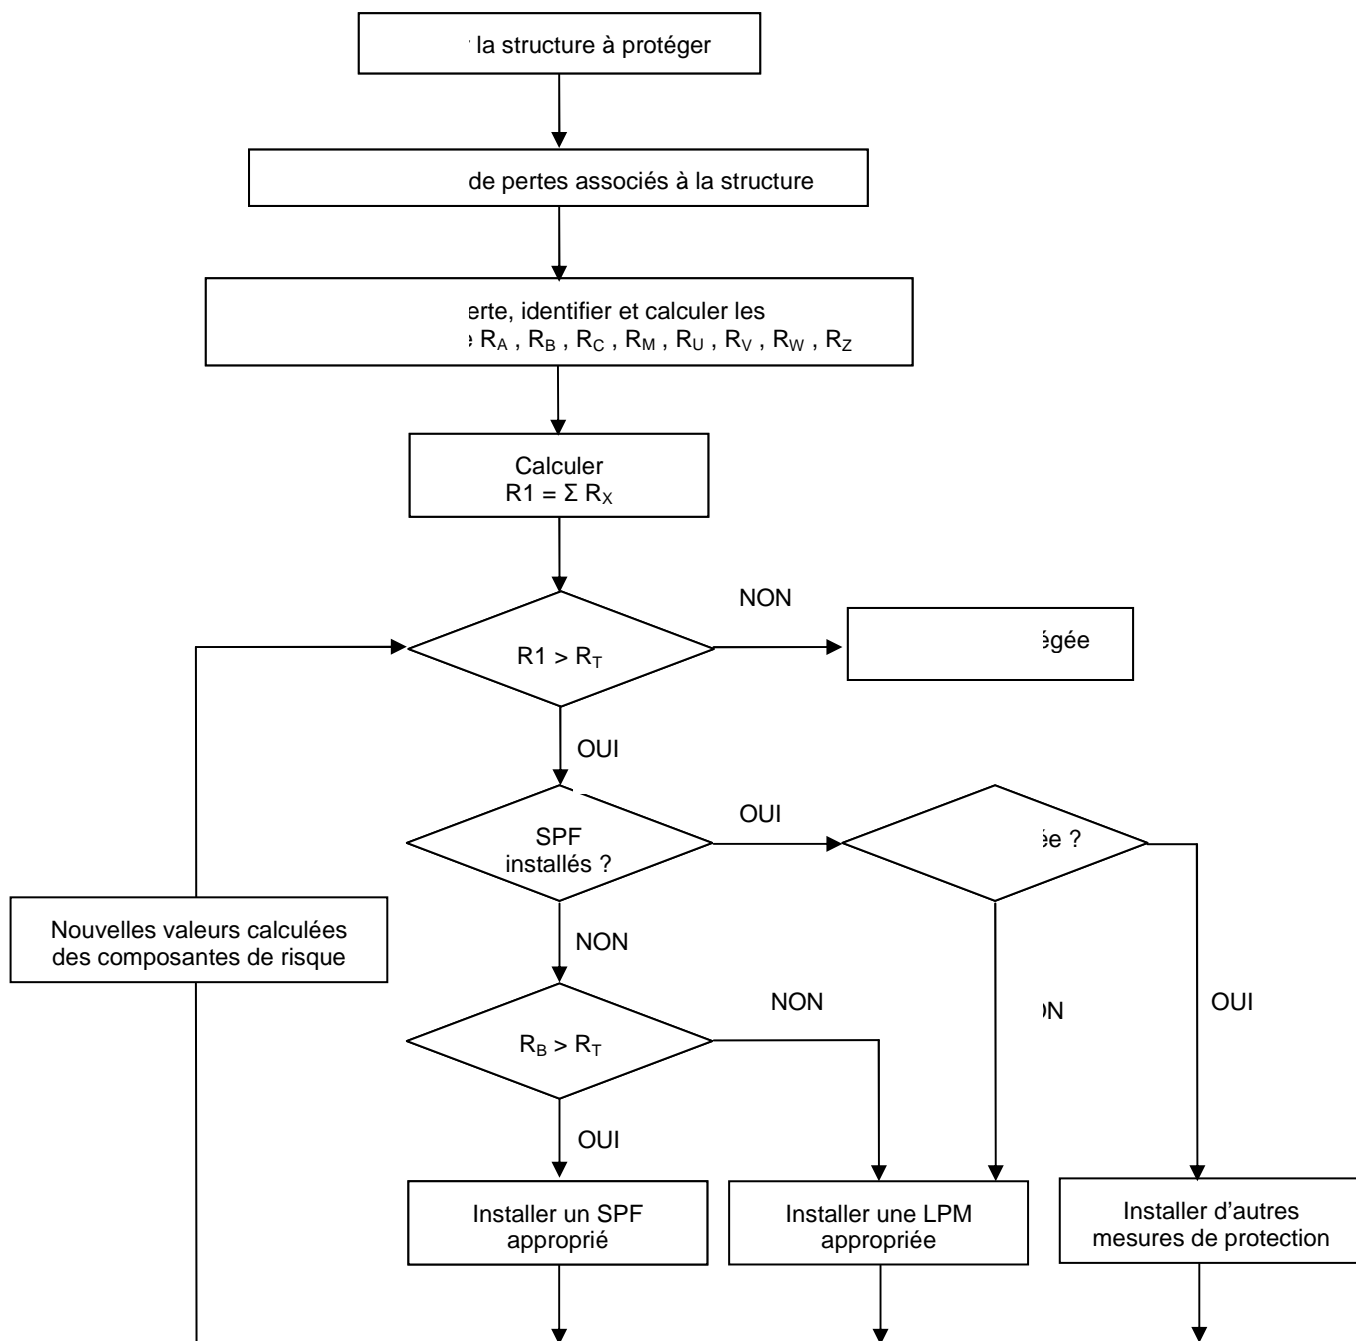 la structure à protéger
de pertes associés à la structure
identifier et calculer les
R_A , R_B , R_C , R_M , R_U , R_V , R_W , R_Z
Calculer
R1 = Σ R_X
NON
R1 > R_T
OUI
SPF
installés ?
OUI
?
Nouvelles valeurs calculées
des composantes de risque
NON
R_B > R_T
NON
OUI
OUI
Installer un SPF
approprié
Installer une LPM
appropriée
Installer d'autres
mesures de protection